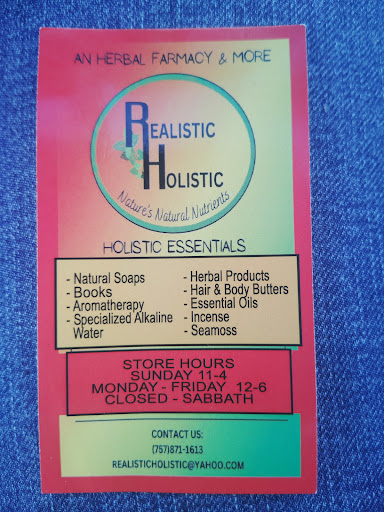 AN HERBAL FARMACY & MORE
REALISTIC
HOLISTIC
Nature's Natural Nutrients
HOLISTIC ESSENTIALS
- Natural Soaps
- Books
- Aromatherapy
- Specialized Alkaline
Water
- Herbal Products
- Hair & Body Butters
- Essential Oils
- Incense
- Seamoss
STORE HOURS
SUNDAY 11-4
MONDAY - FRIDAY 12-6
CLOSED - SABBATH
CONTACT US:
(757)871-1613
REALISTICHOLISTIC@YAHOO.COM